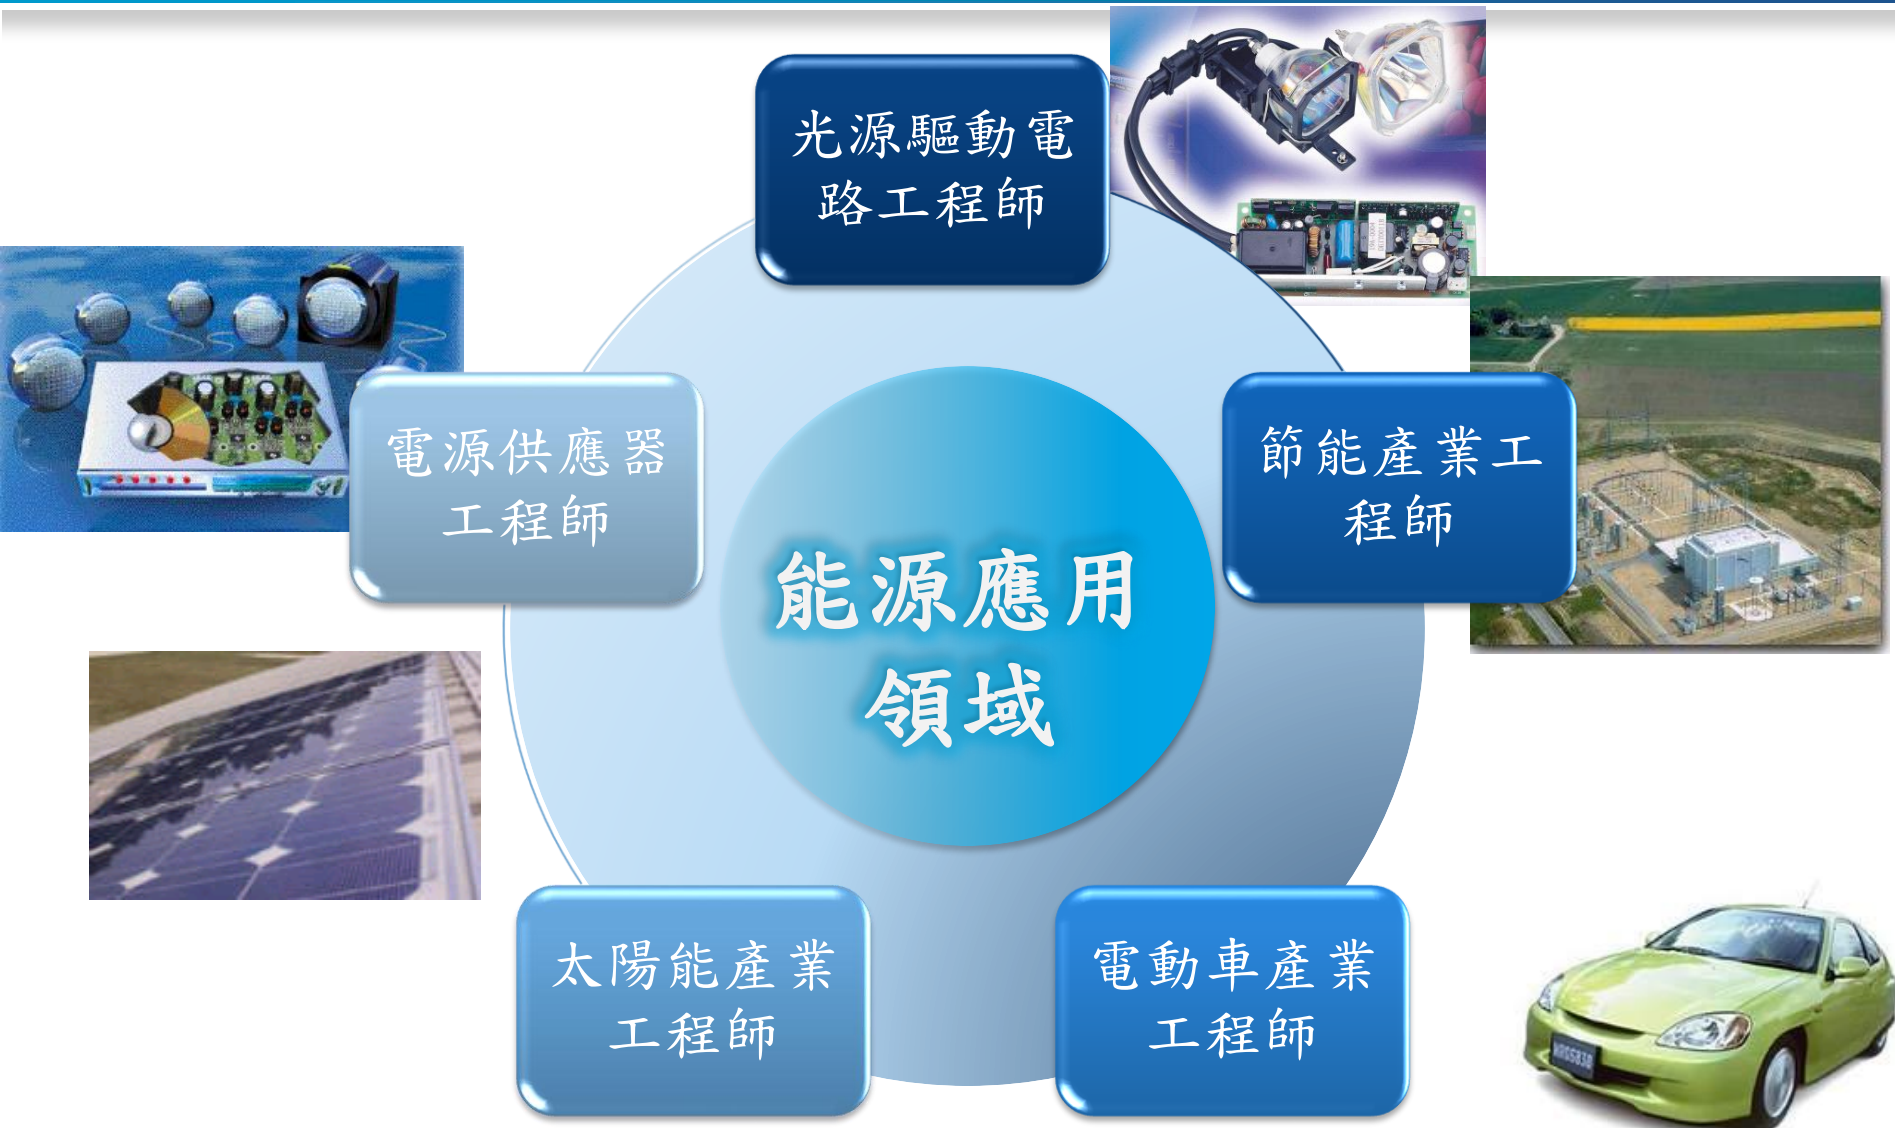 光源驅動電
路工程師
電源供應器
工程師
節能產業工
程師
能源應用
領域
太陽能產業
工程師
電動車產業
工程師